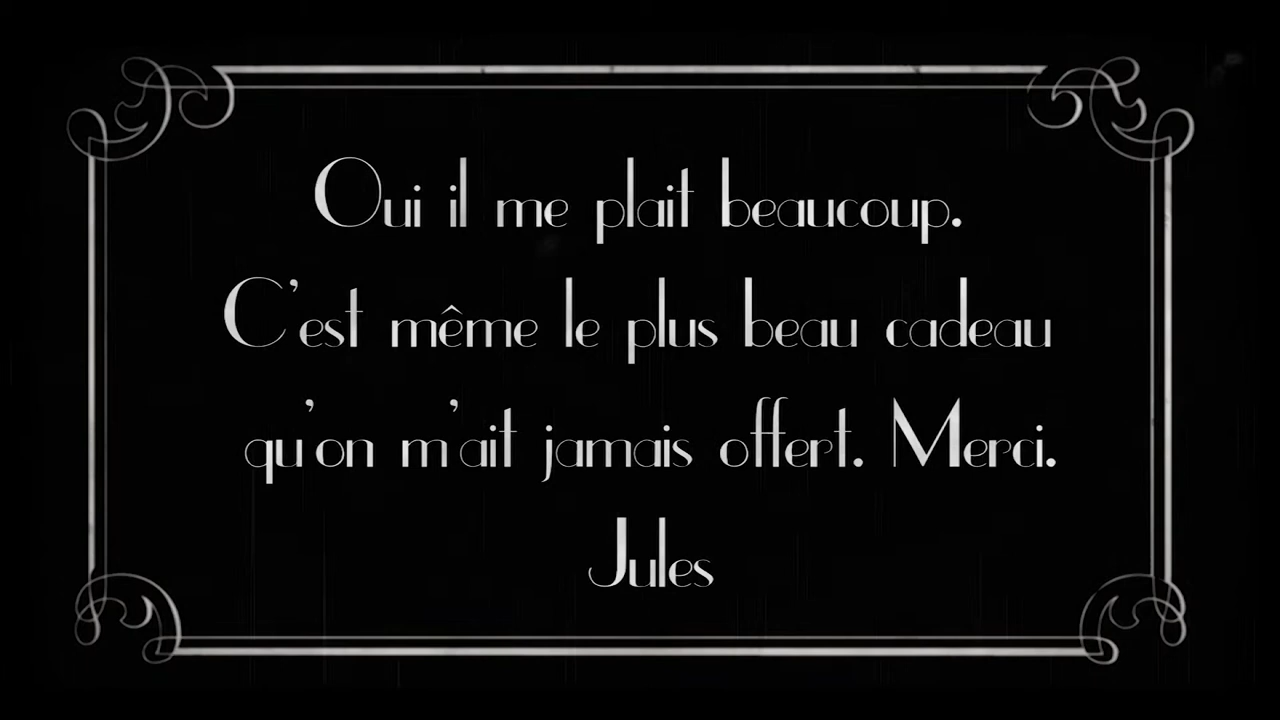 Oui il me plait beaucoup.
C'est même le plus beau cadeau
qu'on m'ait jamais offert. Merci.
Jules